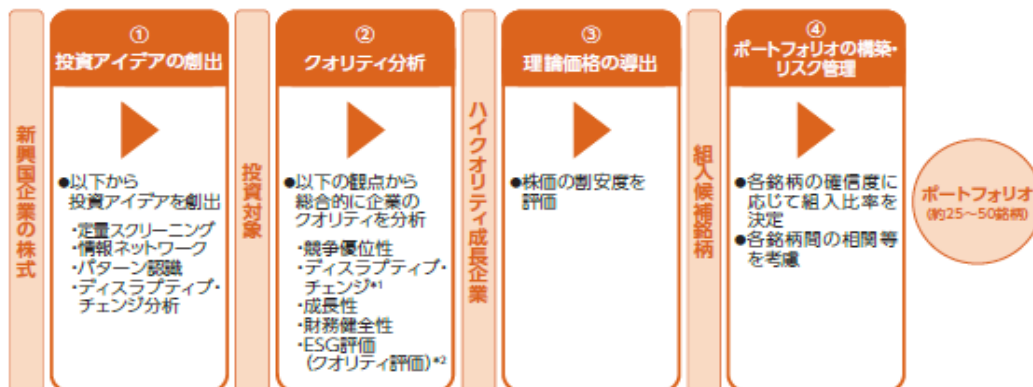 新興国企業の株式
①
投資アイデアの創出
●以下から
投資アイデアを創出
・定量スクリーニング
・情報ネットワーク
・パターン認識
・ディスラプティブ・
チェンジ分析
投資対象
②
クオリティ分析
●以下の観点から
総合的に企業の
クオリティを分析
・競争優位性
・ディスラプティブ・
チェンジ*1
・成長性
・財務健全性
・ESG評価
(クオリティ評価)*2
ハイクオリティ成長企業
③
理論価格の導出
●株価の割安度を
評価
組入候補銘柄
④
ポートフォリオの構築・
リスク管理
●各銘柄の確信度に
応じて組入比率を
決定
●各銘柄間の相関等
を考慮
ポートフォリオ
(約25～50銘柄)